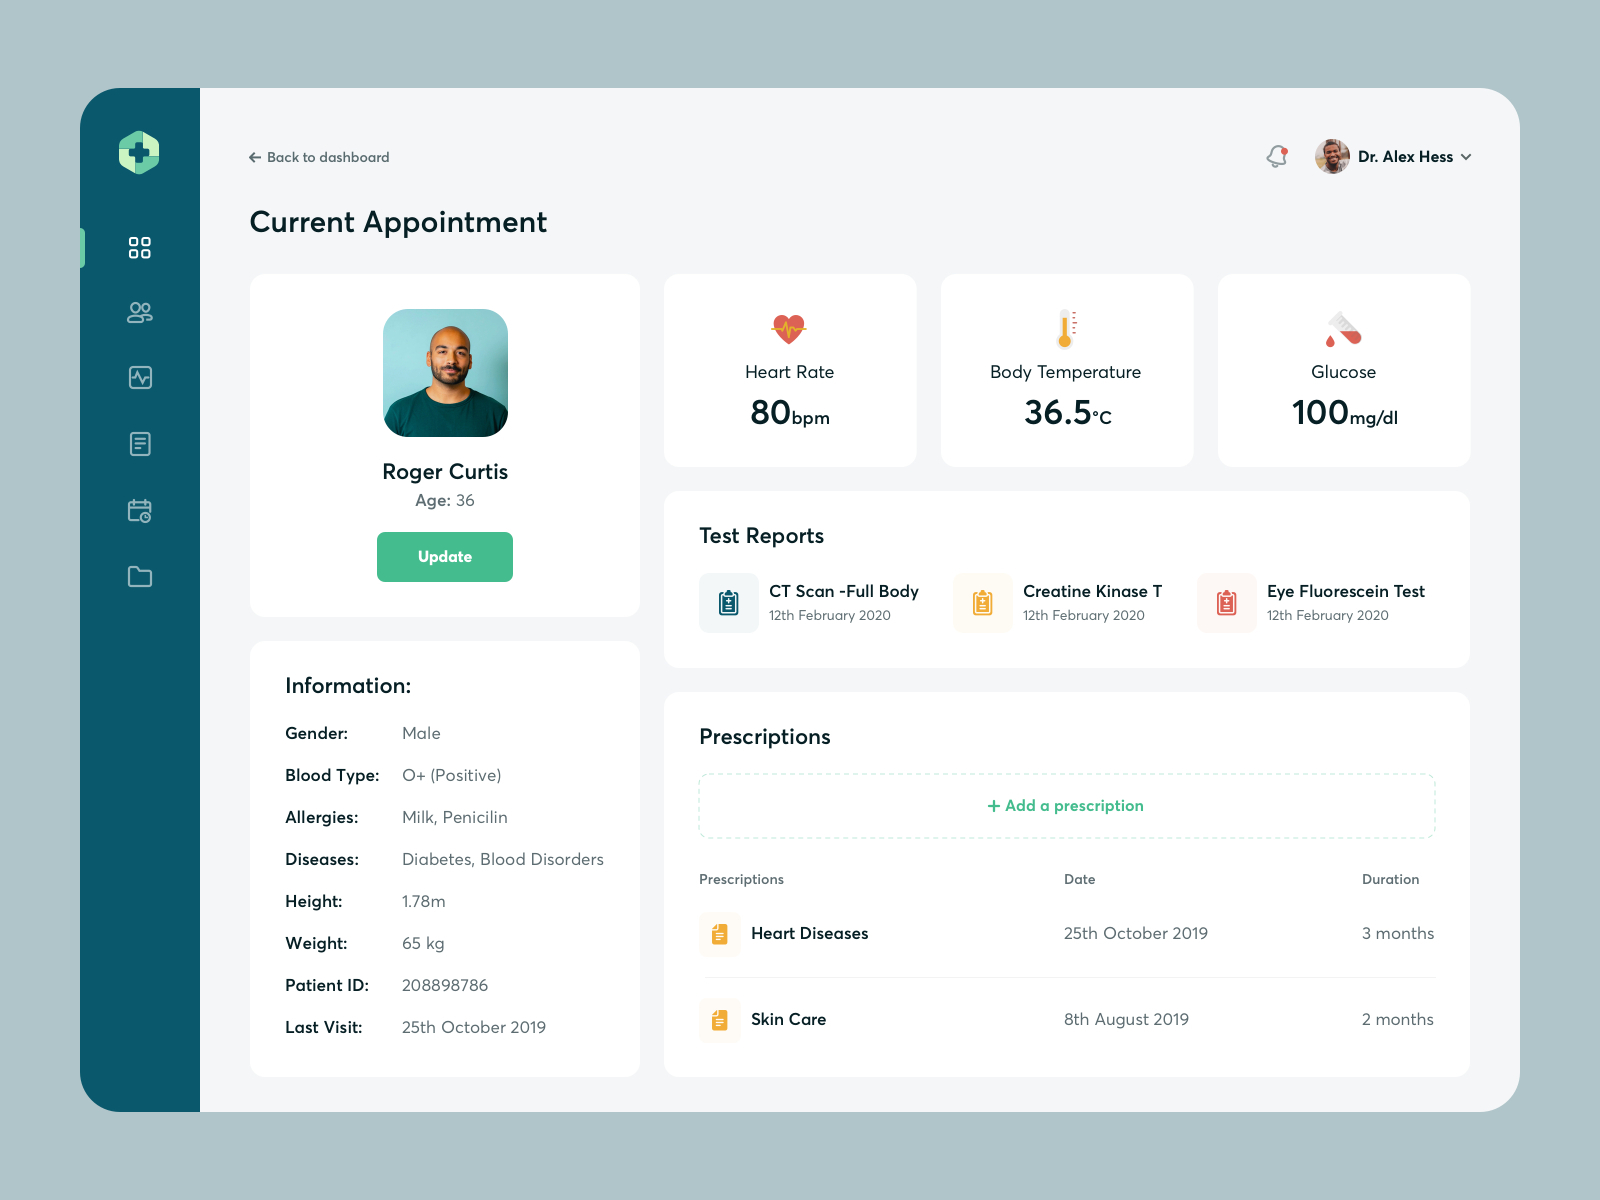 Back to dashboard
Dr. Alex Hess
Current Appointment
Roger Curtis
Age: 36
Update
Heart Rate
80bpm
Body Temperature
36.5°C
Glucose
100mg/dl
Test Reports
CT Scan -Full Body
12th February 2020
Creatine Kinase T
12th February 2020
Eye Fluorescein Test
12th February 2020
Information:
Gender: Male
Blood Type: O+ (Positive)
Allergies: Milk, Penicilin
Diseases: Diabetes, Blood Disorders
Height: 1.78m
Weight: 65 kg
Patient ID: 208898786
Last Visit: 25th October 2019
Prescriptions
+ Add a prescription
Prescriptions Date Duration
Heart Diseases 25th October 2019 3 months
Skin Care 8th August 2019 2 months